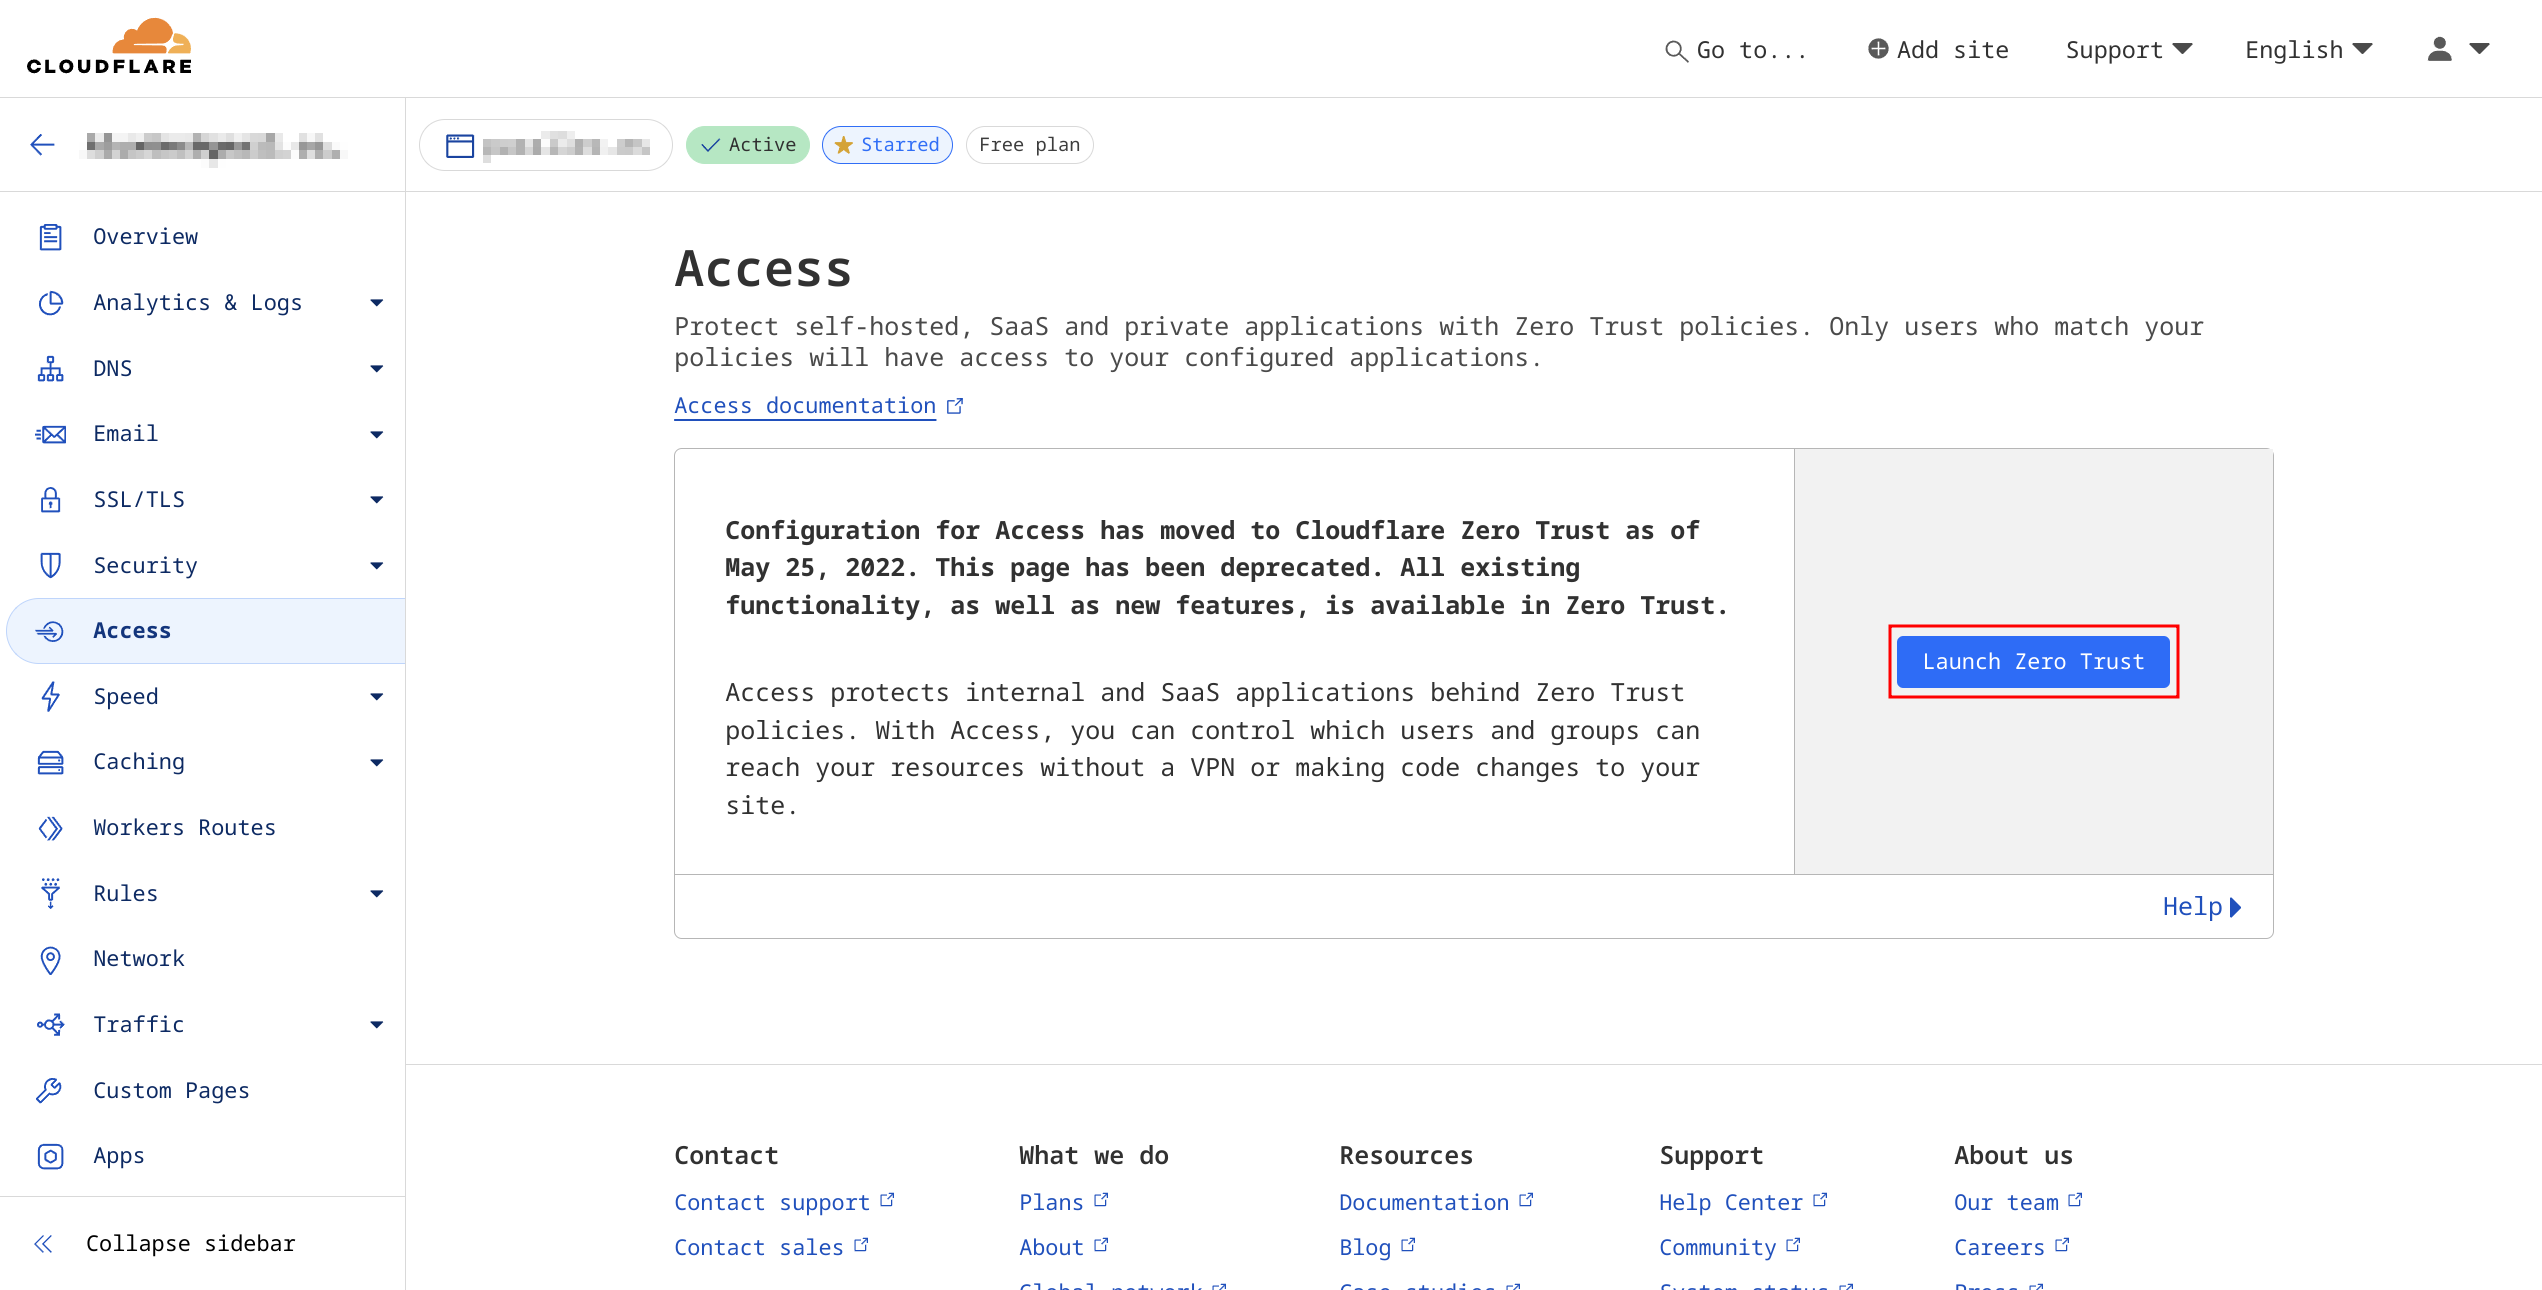 CLOUDFLARE
Go to...
Add site
Support
English
Active
Starred
Free plan
Overview
Analytics & Logs
DNS
Email
SSL/TLS
Security
Access
Speed
Caching
Workers Routes
Rules
Network
Traffic
Custom Pages
Apps
Collapse sidebar
Access
Protect self-hosted, SaaS and private applications with Zero Trust policies. Only users who match your
policies will have access to your configured applications.
Access documentation
Configuration for Access has moved to Cloudflare Zero Trust as of
May 25, 2022. This page has been deprecated. All existing
functionality, as well as new features, is available in Zero Trust.
Access protects internal and SaaS applications behind Zero Trust
policies. With Access, you can control which users and groups can
reach your resources without a VPN or making code changes to your
site.
Launch Zero Trust
Help
Contact
Contact support
Contact sales
What we do
Plans
About
Global network
Resources
Documentation
Blog
Case studies
Support
Help Center
Community
System status
About us
Our team
Careers
Press